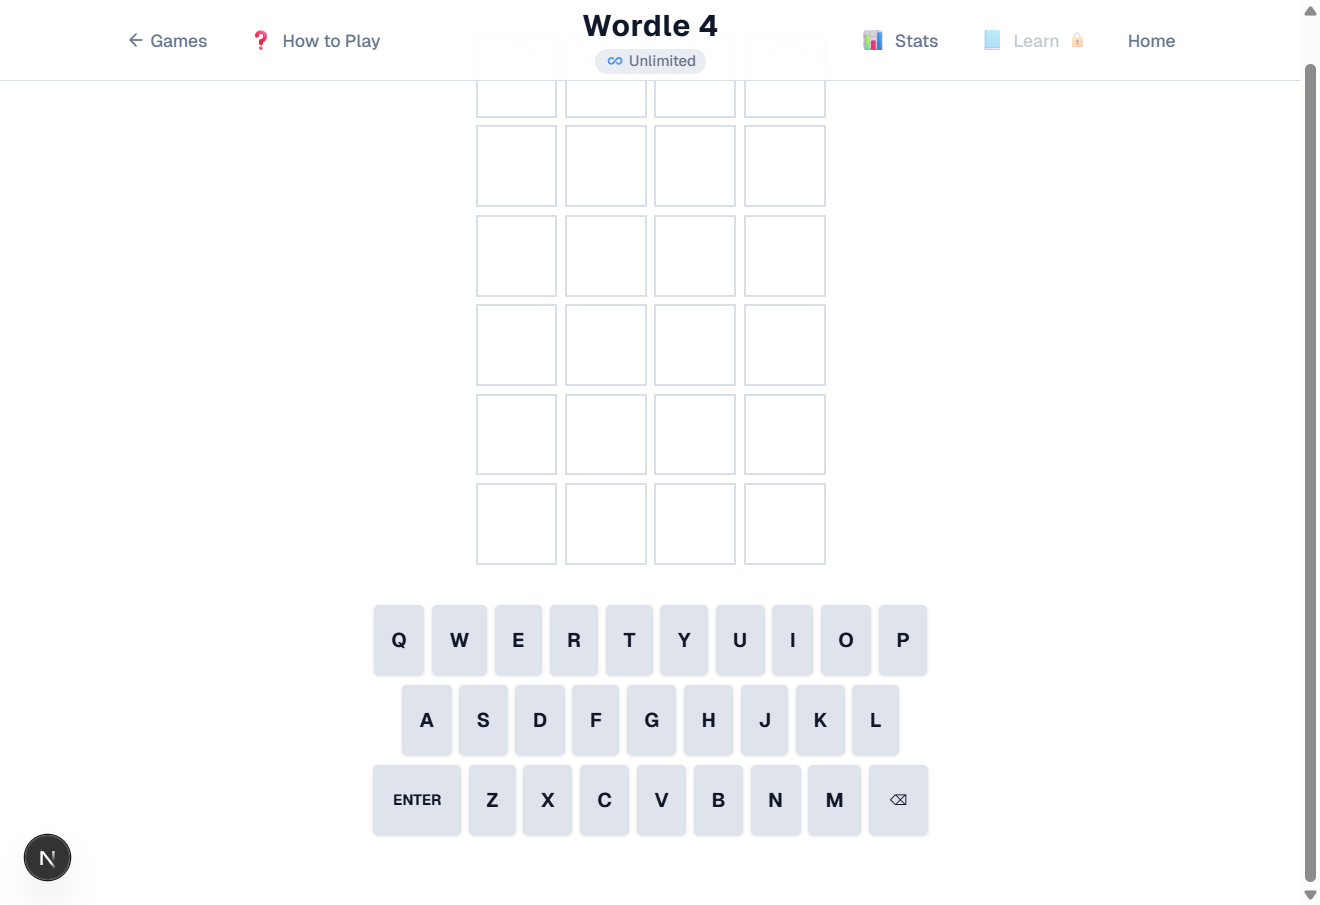 ← Games ❓ How to Play Wordle 4 📊 Stats 📘 Learn 🔒 Home
∞ Unlimited
Q W E R T Y U I O P
A S D F G H J K L
ENTER Z X C V B N M ⌫
N